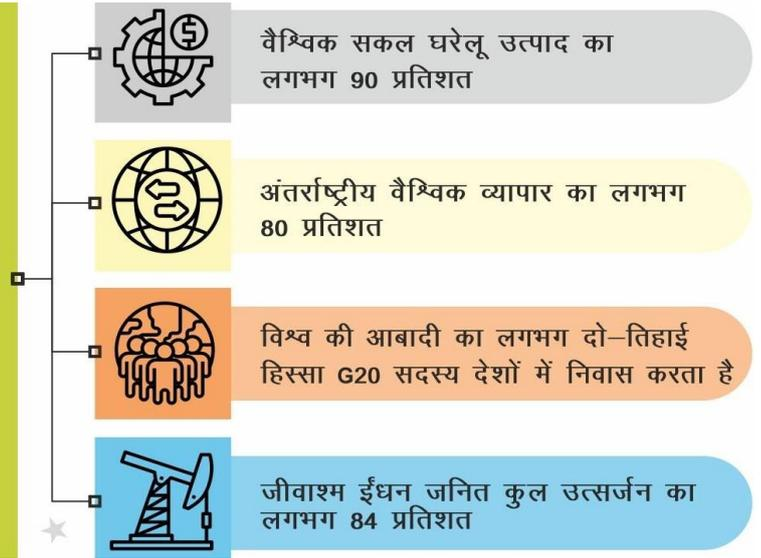 वैश्विक सकल घरेलू उत्पाद का
लगभग 90 प्रतिशत
अंतर्राष्ट्रीय वैश्विक व्यापार का लगभग
80 प्रतिशत
विश्व की आबादी का लगभग दो–तिहाई
हिस्सा G20 सदस्य देशों में निवास करता है
जीवाश्म ईंधन जनित कुल उत्सर्जन का
लगभग 84 प्रतिशत